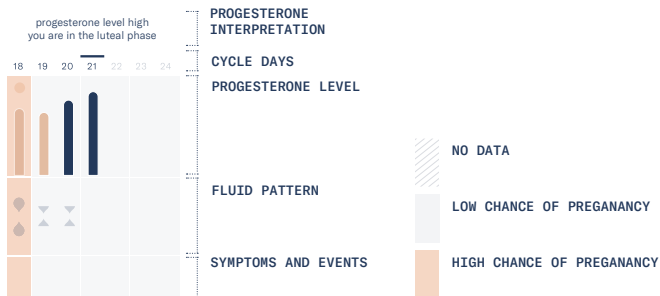 progesterone level high
you are in the luteal phase
18 19 20 21 22 23 24
PROGESTERONE
INTERPRETATION
CYCLE DAYS
PROGESTERONE LEVEL
FLUID PATTERN
SYMPTOMS AND EVENTS
NO DATA
LOW CHANCE OF PREGANANCY
HIGH CHANCE OF PREGANANCY